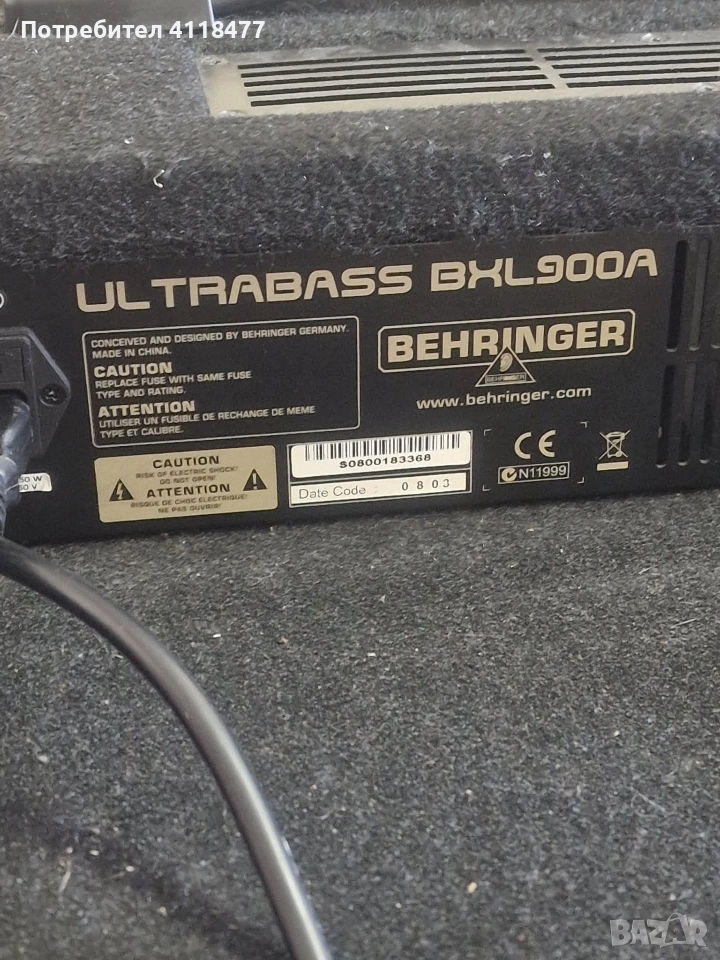 Потребител 4118477
ULTRABASS BXL900A
CONCEIVED AND DESIGNED BY BEHRINGER GERMANY.
MADE IN CHINA.
CAUTION
REPLACE FUSE WITH SAME FUSE
TYPE AND RATING.
ATTENTION
UTILISER UN FUSIBLE DE RECHANGE DE MEME
TYPE ET CALIBRE.
BEHRINGER
BEHRINGER
www.behringer.com
CAUTION
RISK OF ELECTRIC SHOCK!
DO NOT OPEN!
ATTENTION
RISQUE DE CHOC ELECTRIQUE!
NE PAS OUVRIR!
S0800183368
Date Code : 0803
CE
N11999
BAZAR